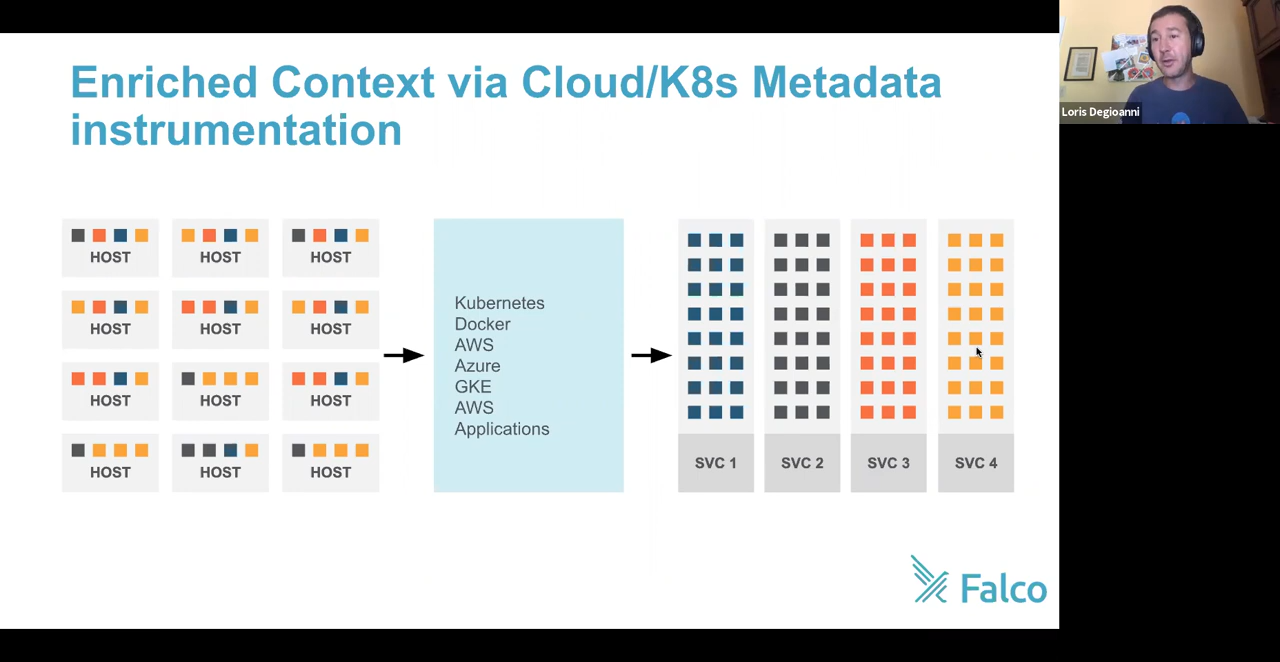 Enriched Context via Cloud/K8s Metadata
instrumentation
Loris Degioanni
HOST HOST HOST
HOST HOST HOST
HOST HOST HOST
HOST HOST HOST
Kubernetes
Docker
AWS
Azure
GKE
AWS
Applications
SVC 1 SVC 2 SVC 3 SVC 4
Falco